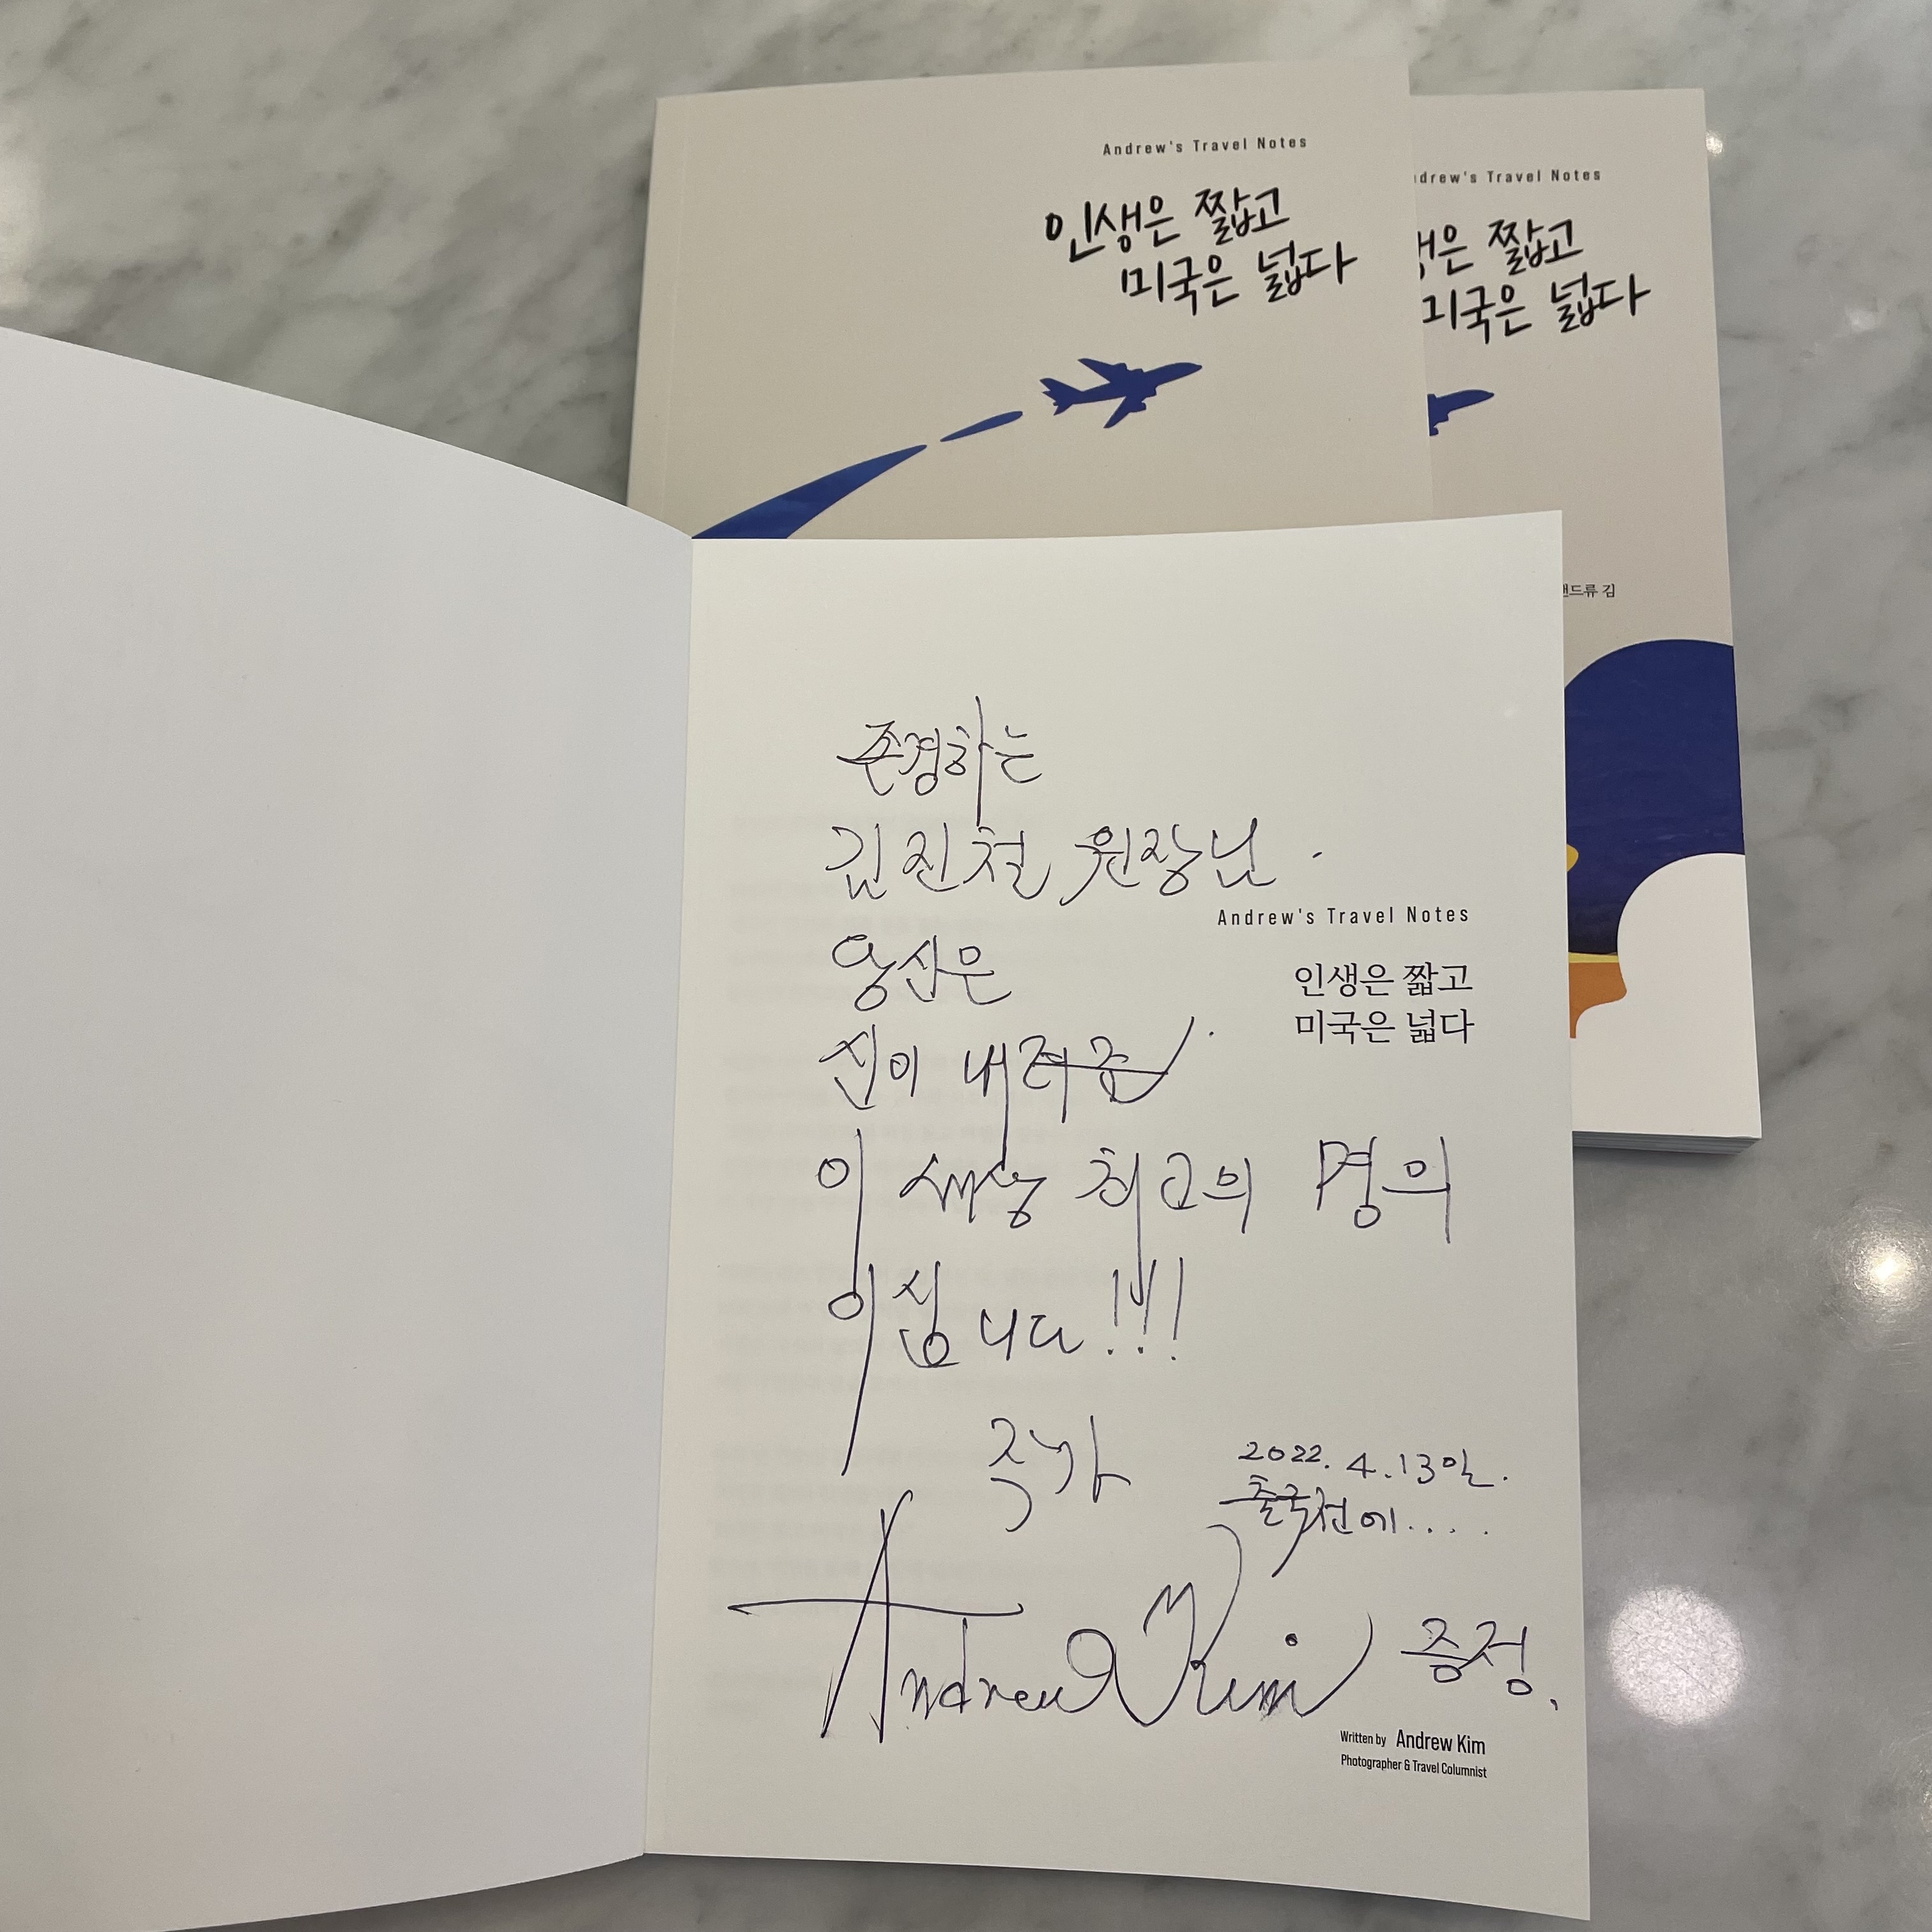 Andrew's Travel Notes
인생은 짧고
미국은 넓다
drew's Travel Notes
은 짧고
미국은 넓다
드류 김
존경하는
김진철 원장님.
당신은
신이 내려준.
이 세상 최고의 명의
이십니다!!!
2022. 4. 13일.
출국전에....
Andrew Kim 증정.
Andrew's Travel Notes
인생은 짧고
미국은 넓다
Written by Andrew Kim
Photographer & Travel Columnist